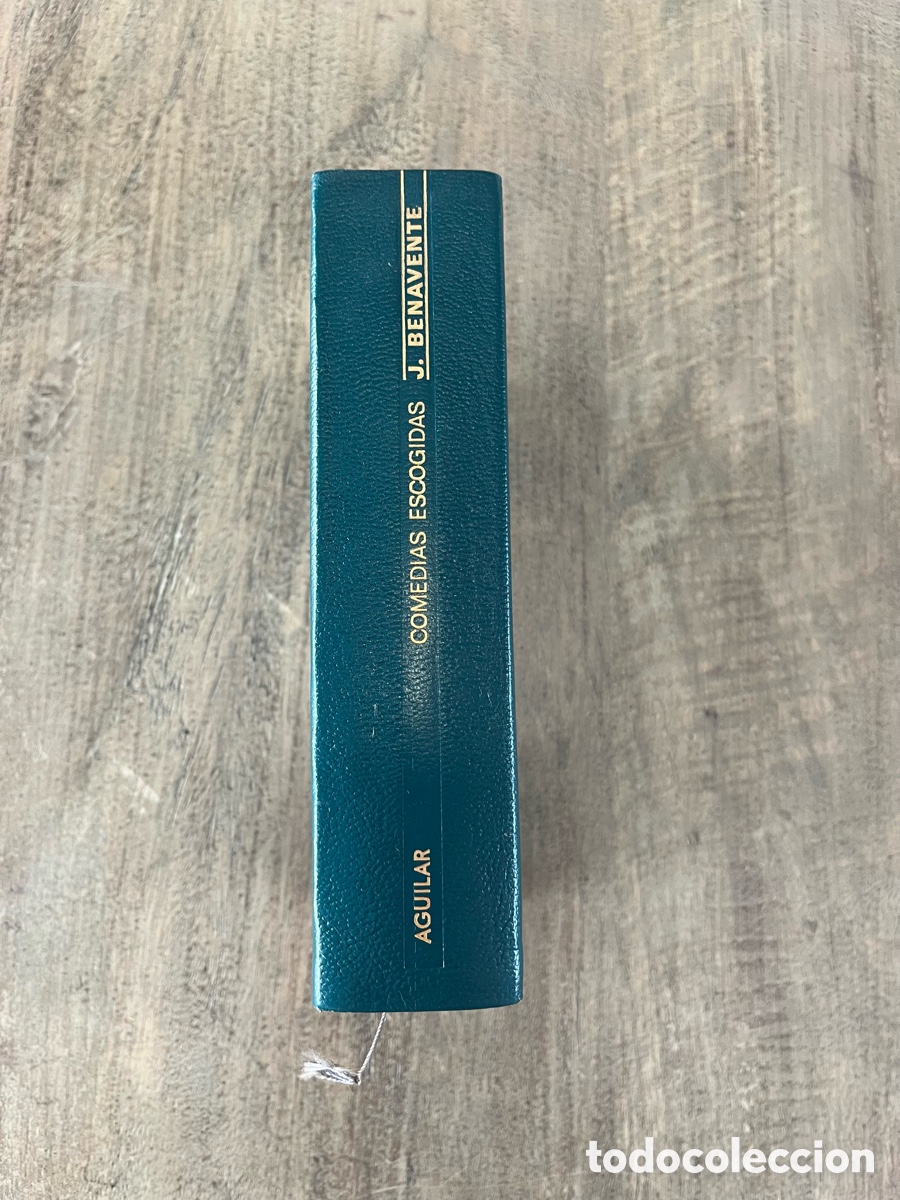 J. BENAVENTE
COMEDIAS ESCOGIDAS
AGUILAR
todocoleccion